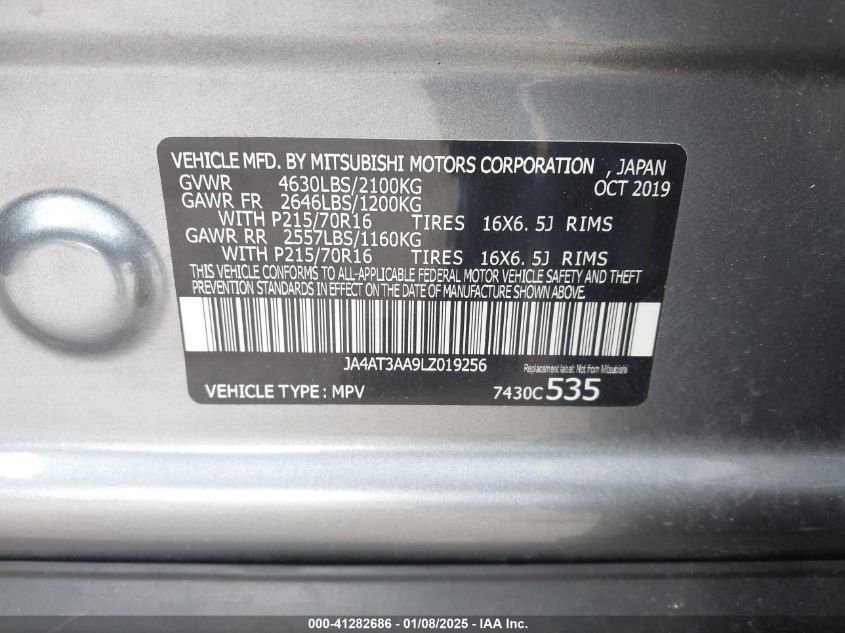 VEHICLE MFD. BY MITSUBISHI MOTORS CORPORATION , JAPAN
GVWR 4630LBS/2100KG OCT 2019
GAWR FR 2646LBS/1200KG
WITH P215/70R16 TIRES 16X6.5J RIMS
GAWR RR 2557LBS/1160KG
WITH P215/70R16 TIRES 16X6.5J RIMS
THIS VEHICLE CONFORMS TO ALL-APPLICABLE FEDERAL MOTOR VEHICLE SAFETY AND THEFT
PREVENTION STANDARDS IN EFFECT ON THE DATE OF MANUFACTURE SHOWN ABOVE.
JA4AT3AA9LZ019256 Replacement label: Not from Mitsubishi
VEHICLE TYPE: MPV 7430C 535
000-41282686 - 01/08/2025 - IAA Inc.